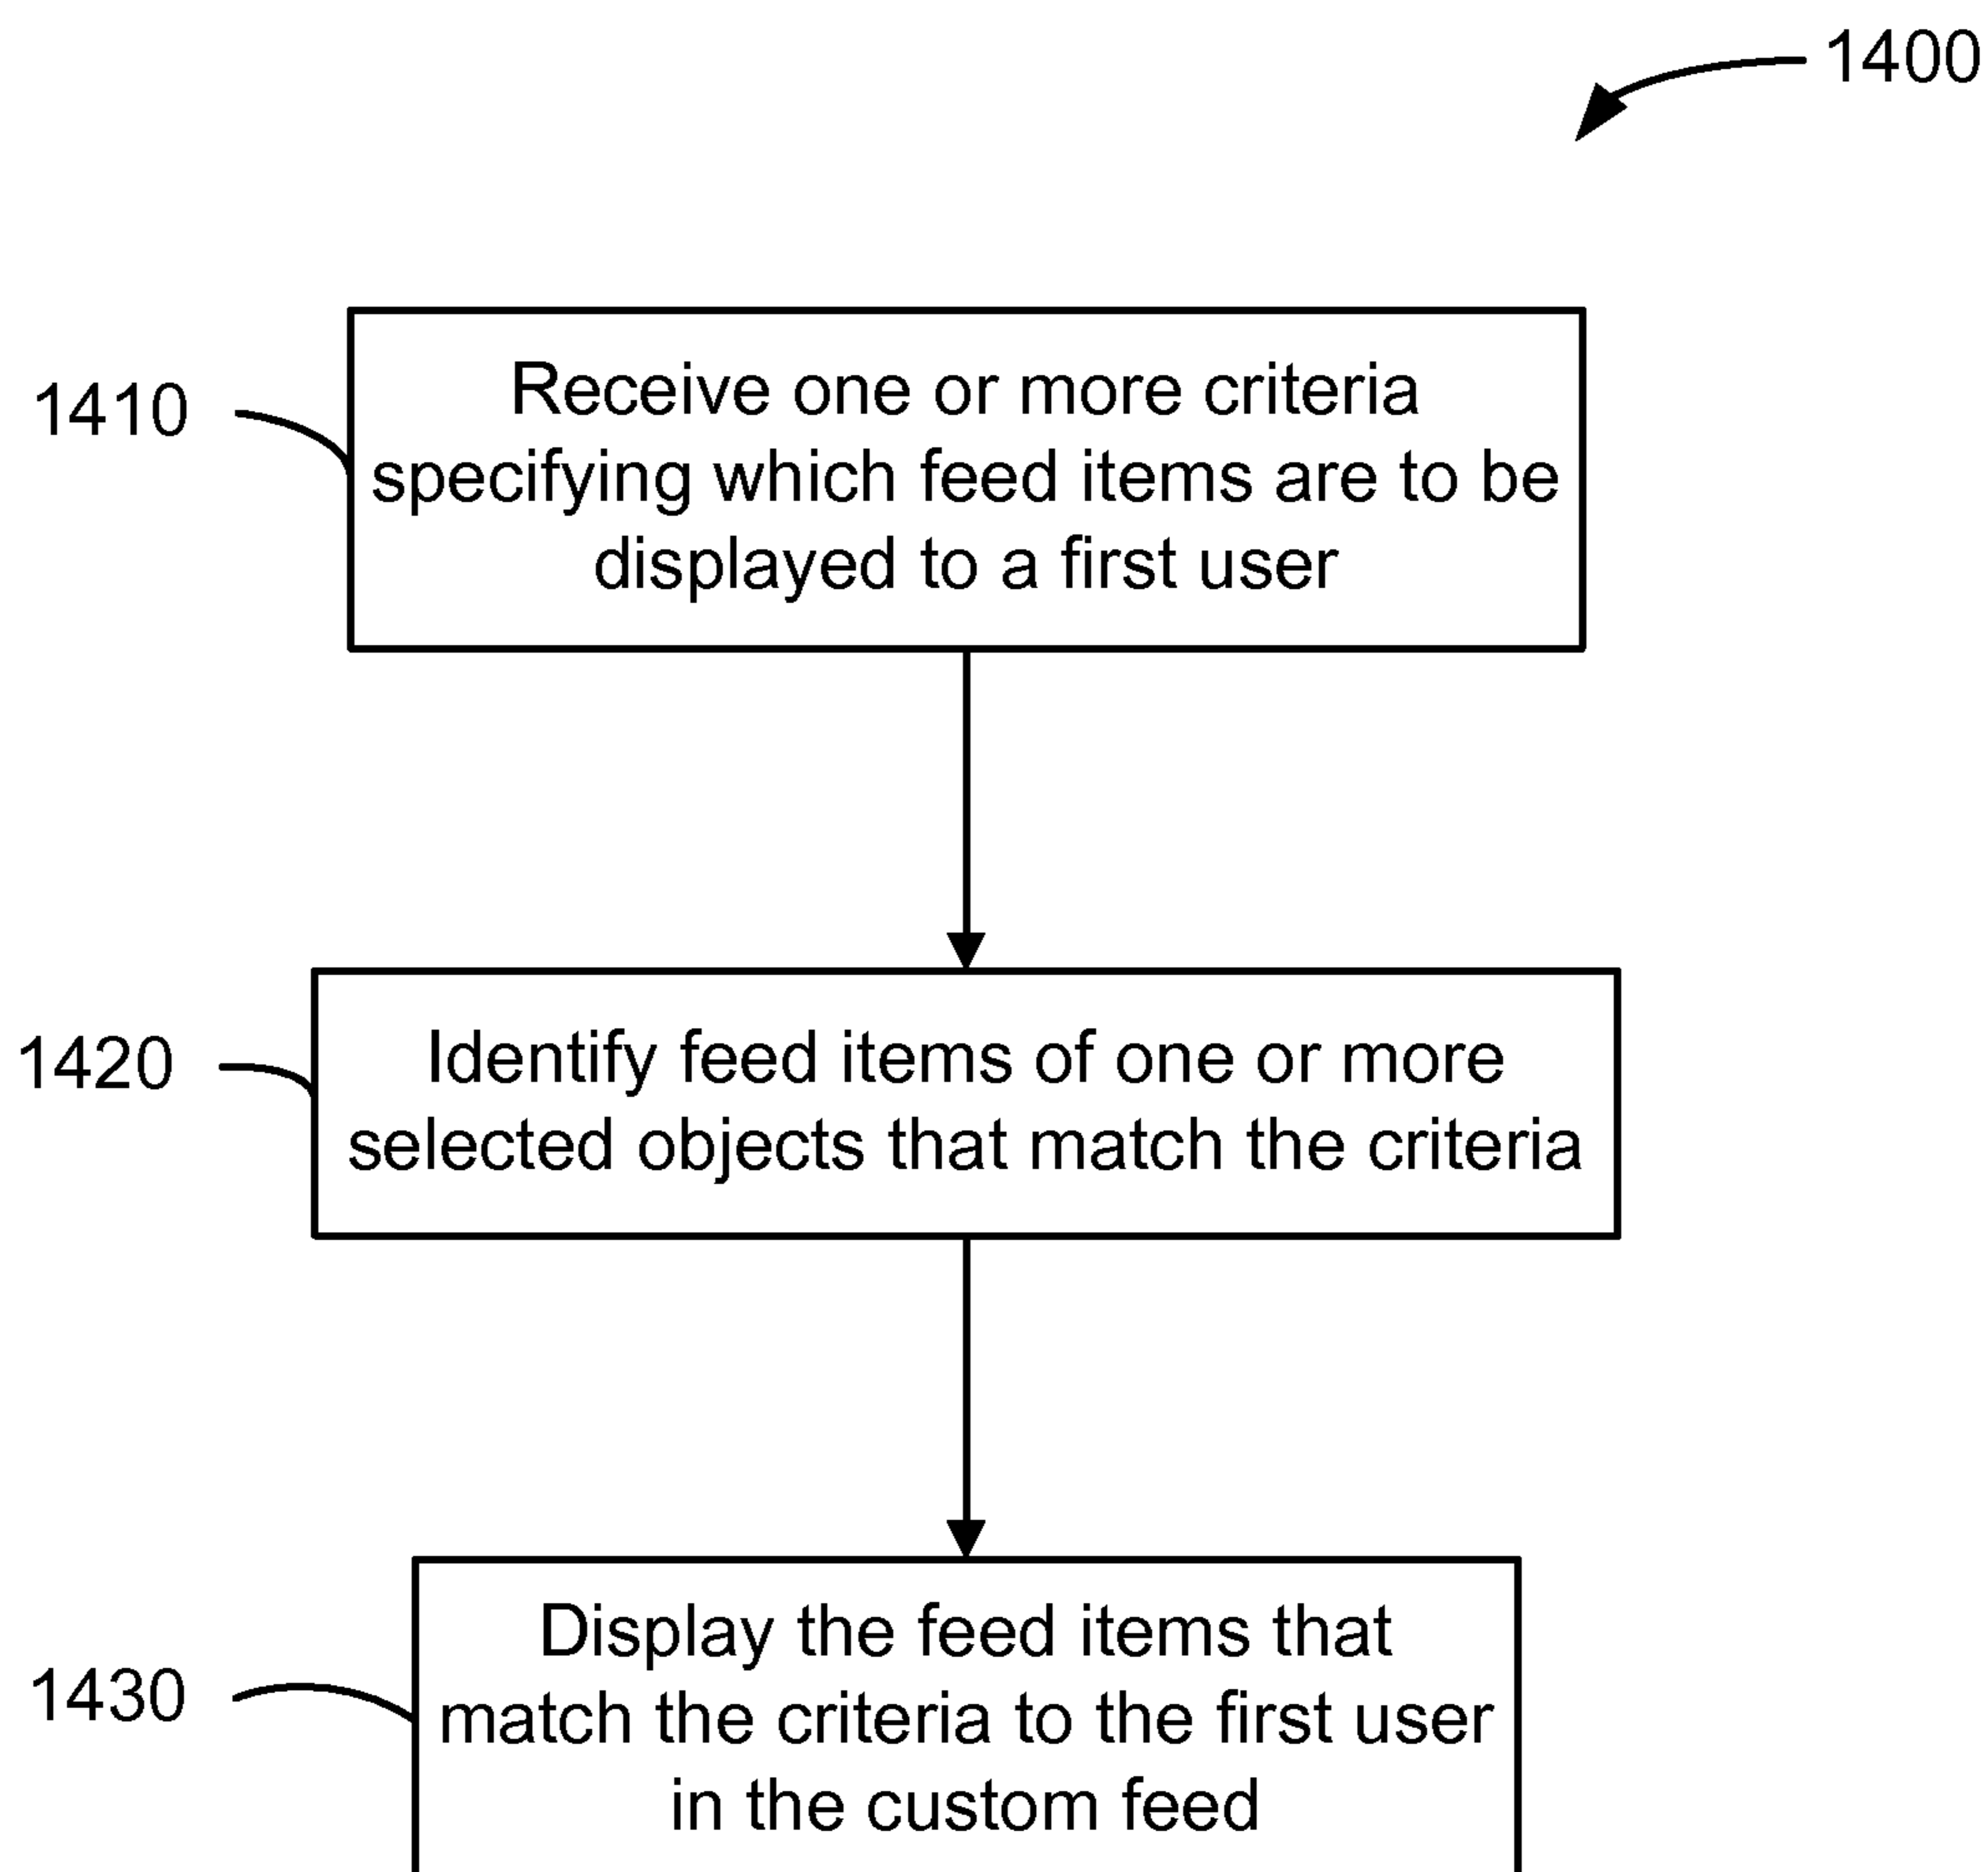 1400
1410
Receive one or more criteria
specifying which feed items are to be
displayed to a first user
1420
Identify feed items of one or more
selected objects that match the criteria
1430
Display the feed items that
match the criteria to the first user
in the custom feed